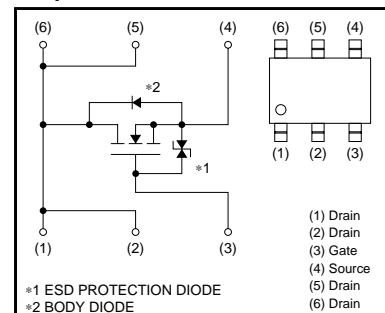 (6) (5) (4)
(6) (5) (4)
∗2
∗1
(1) (2) (3)
(1) (2) (3)
(1) Drain
(2) Drain
(3) Gate
(4) Source
(5) Drain
(6) Drain
∗1 ESD PROTECTION DIODE
∗2 BODY DIODE